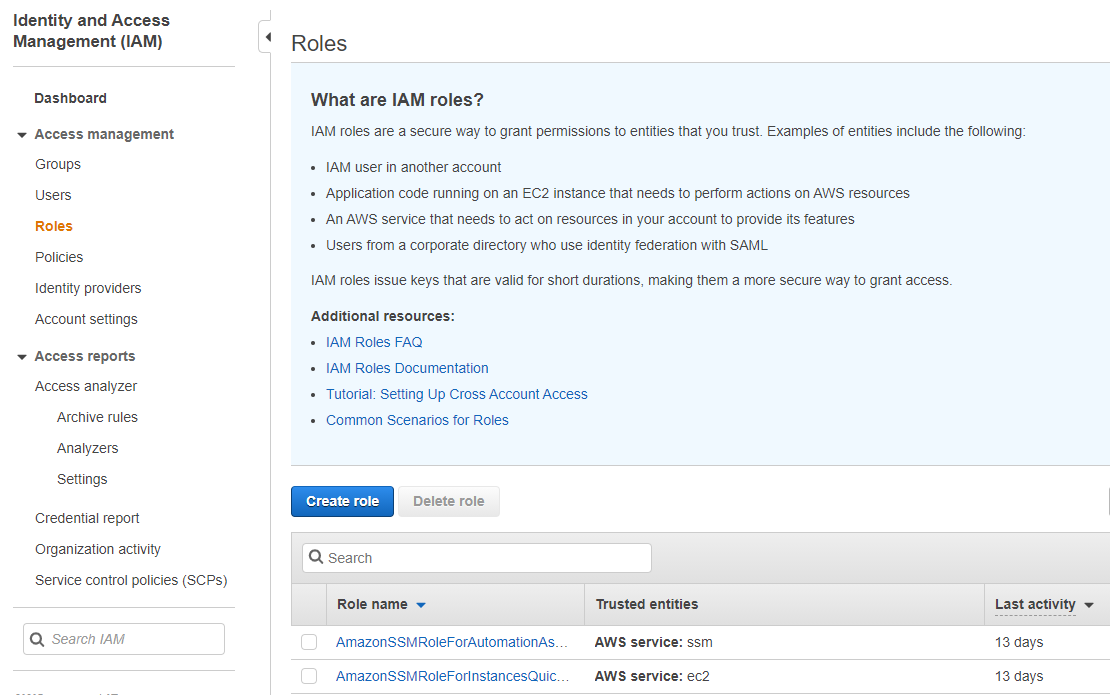 Identity and Access
Management (IAM)
Dashboard
Access management
Groups
Users
Roles
Policies
Identity providers
Account settings
Access reports
Access analyzer
Archive rules
Analyzers
Settings
Credential report
Organization activity
Service control policies (SCPs)
Search IAM
Roles
What are IAM roles?
IAM roles are a secure way to grant permissions to entities that you trust. Examples of entities include the following:
IAM user in another account
Application code running on an EC2 instance that needs to perform actions on AWS resources
An AWS service that needs to act on resources in your account to provide its features
Users from a corporate directory who use identity federation with SAML
IAM roles issue keys that are valid for short durations, making them a more secure way to grant access.
Additional resources:
IAM Roles FAQ
IAM Roles Documentation
Tutorial: Setting Up Cross Account Access
Common Scenarios for Roles
Create role Delete role
Search
Role name Trusted entities Last activity
AmazonSSMRoleForAutomationAs... AWS service: ssm 13 days
AmazonSSMRoleForInstancesQuic... AWS service: ec2 13 days